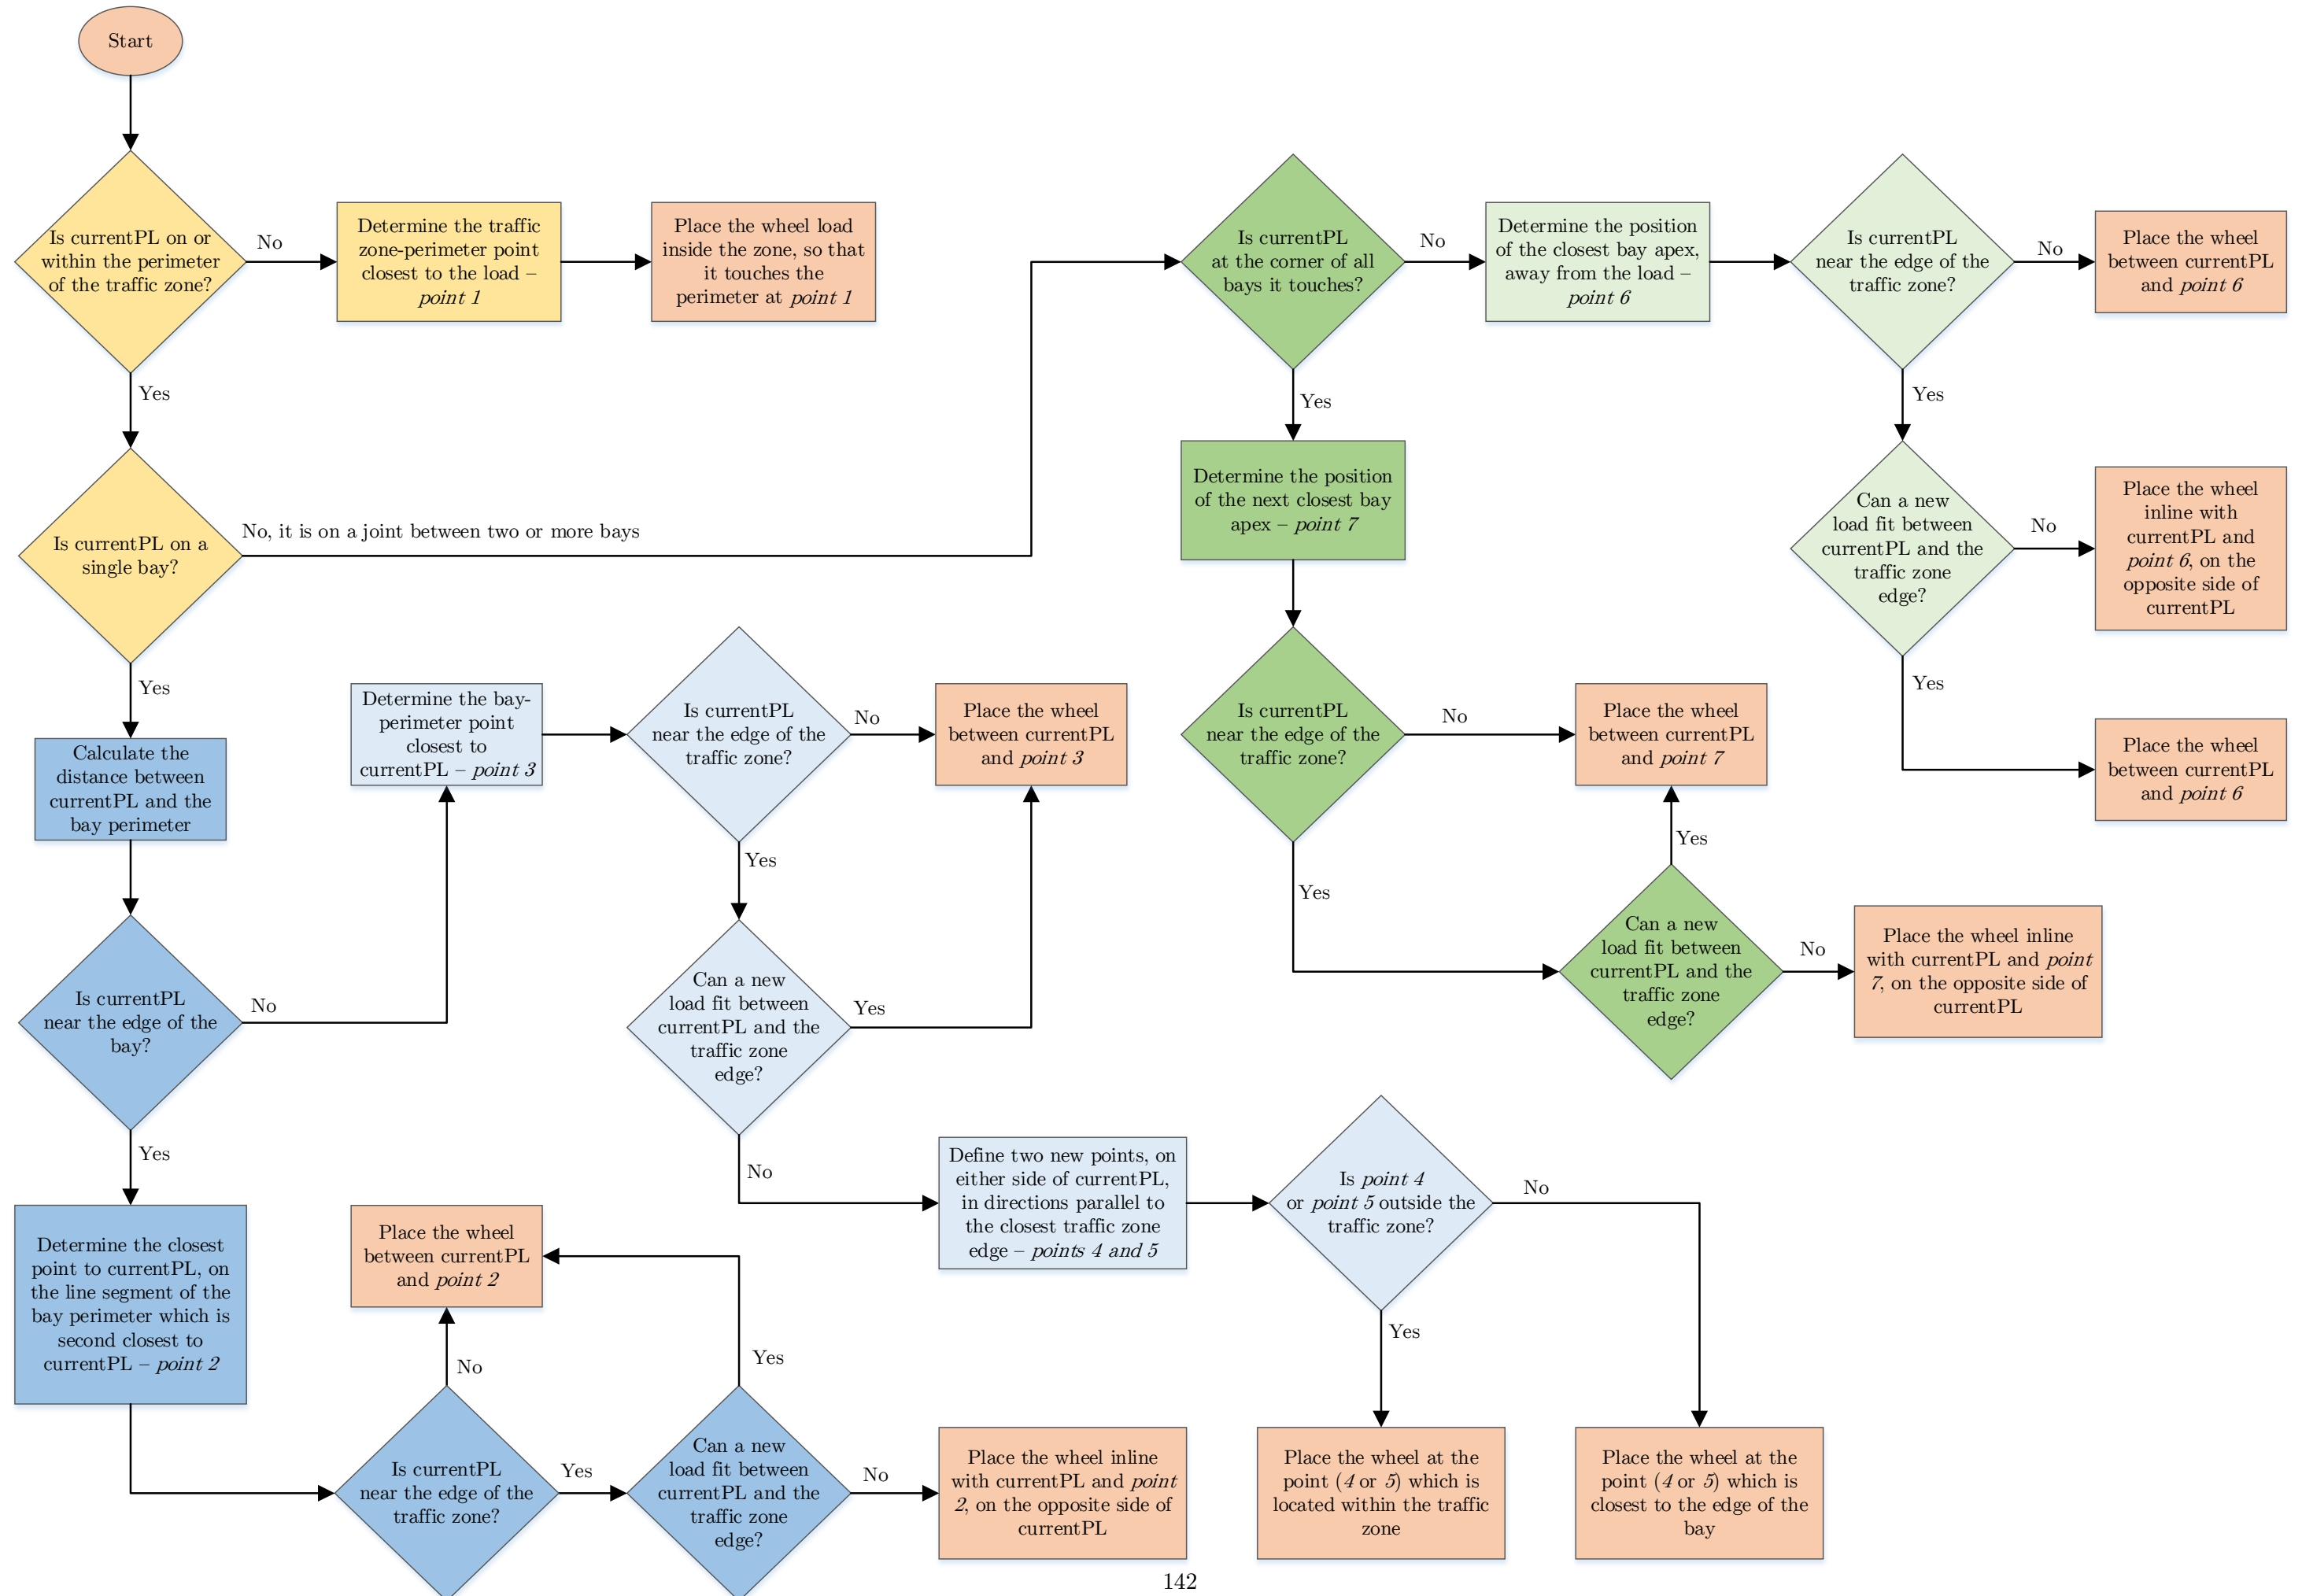 Start
Is currentPL on or
within the perimeter
of the traffic zone?
No
Determine the traffic
zone-perimeter point
closest to the load –
point 1
Place the wheel load
inside the zone, so that
it touches the
perimeter at point 1
Yes
Is currentPL on a
single bay?
No, it is on a joint between two or more bays
Yes
Calculate the
distance between
currentPL and the
bay perimeter
Is currentPL
near the edge of the
bay?
No
Yes
Determine the closest
point to currentPL, on
the line segment of the
bay perimeter which is
second closest to
currentPL – point 2
Is currentPL
near the edge of the
traffic zone?
No
Place the wheel
between currentPL
and point 2
Yes
Can a new
load fit between
currentPL and the
traffic zone
edge?
Yes
No
Place the wheel inline
with currentPL and point
2, on the opposite side of
currentPL
Determine the bay-
perimeter point
closest to
currentPL – point 3
Is currentPL
near the edge of the
traffic zone?
No
Place the wheel
between currentPL
and point 3
Yes
Can a new
load fit between
currentPL and the
traffic zone
edge?
Yes
No
Define two new points, on
either side of currentPL,
in directions parallel to
the closest traffic zone
edge – points 4 and 5
Is point 4
or point 5 outside the
traffic zone?
No
Yes
Place the wheel at the
point (4 or 5) which is
located within the traffic
zone
Place the wheel at the
point (4 or 5) which is
closest to the edge of the
bay
Is currentPL
at the corner of all
bays it touches?
No
Determine the position
of the closest bay apex,
away from the load –
point 6
Is currentPL
near the edge of the
traffic zone?
No
Place the wheel
between currentPL
and point 6
Yes
Can a new
load fit between
currentPL and the
traffic zone
edge?
No
Place the wheel
inline with
currentPL and
point 6, on the
opposite side of
currentPL
Yes
Place the wheel
between currentPL
and point 6
Yes
Determine the position
of the next closest bay
apex – point 7
Is currentPL
near the edge of the
traffic zone?
No
Place the wheel
between currentPL
and point 7
Yes
Yes
Can a new
load fit between
currentPL and the
traffic zone
edge?
No
Place the wheel inline
with currentPL and point
7, on the opposite side of
currentPL
142